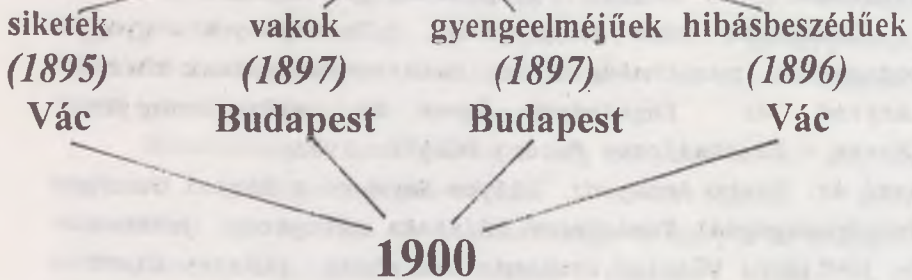 siketek vakok gyengeelméjűek hibásbeszédűek
(1895) (1897) (1897) (1896)
Vác Budapest Budapest Vác
1900